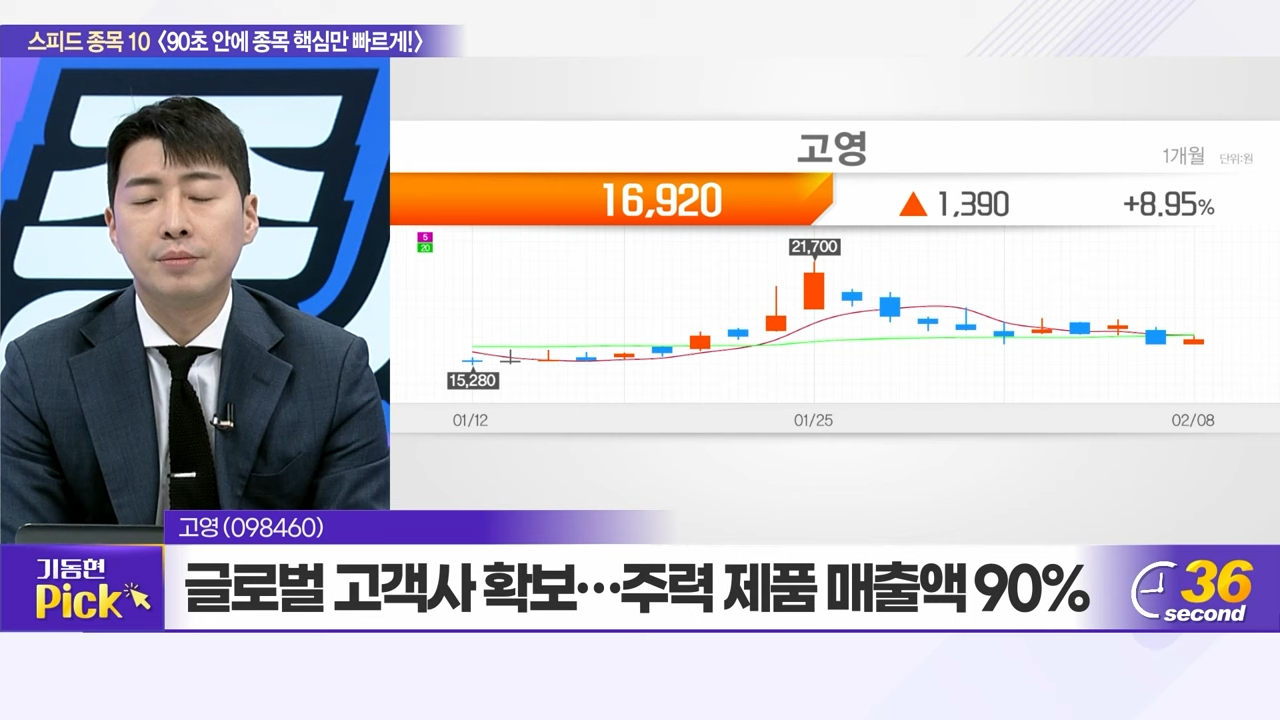 스피드 종목 10 〈90초 안에 종목 핵심만 빠르게!〉
고영
1개월 단위:원
16,920 ▲ 1,390 +8.95%
5
20
21,700
15,280
01/12 01/25 02/08
고영(098460)
기동현
Pick
글로벌 고객사 확보…주력 제품 매출액 90%
36
second